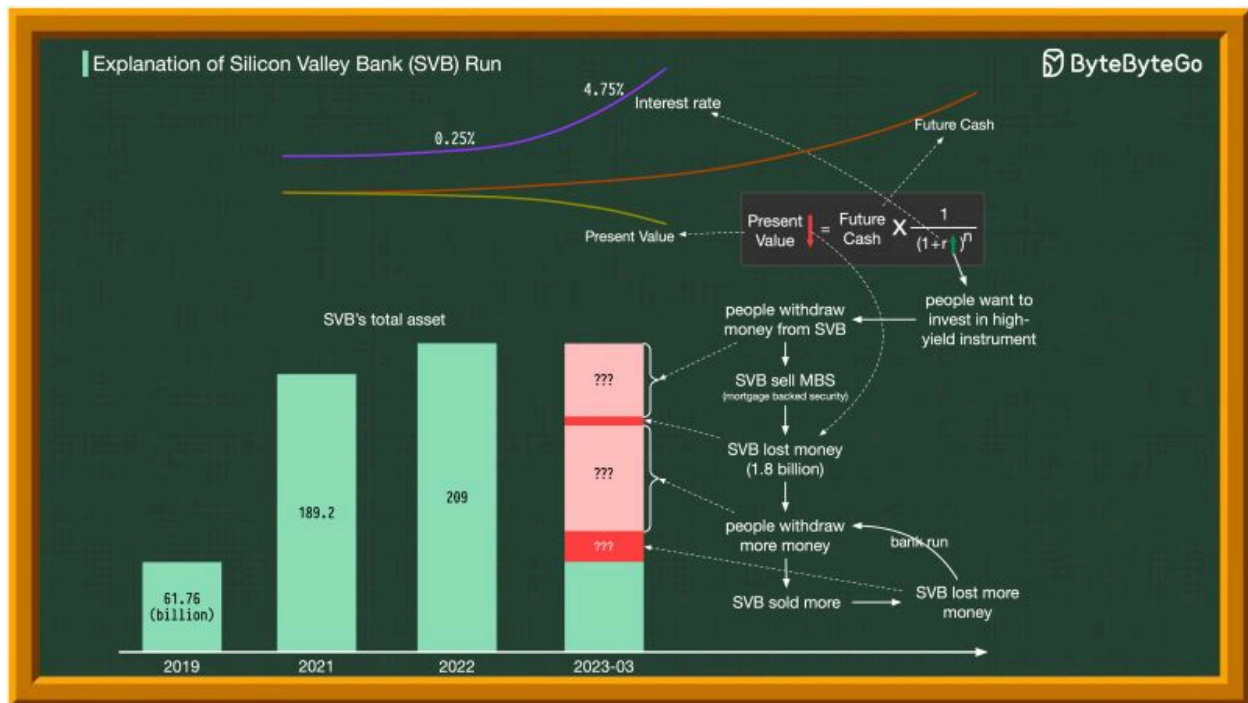 Explanation of Silicon Valley Bank (SVB) Run
ByteByteGo
4.75%
Interest rate
0.25%
Future Cash
Present Value
Present
Value
=
Future
Cash
X
1
(1+r )n
people want to
invest in high-
yield instrument
people withdraw
money from SVB
SVB sell MBS
(mortgage backed security)
SVB lost money
(1.8 billion)
people withdraw
more money
bank run
SVB sold more
SVB lost more
money
SVB's total asset
61.76
(billion)
189.2
209
???
???
???
2019
2021
2022
2023-03